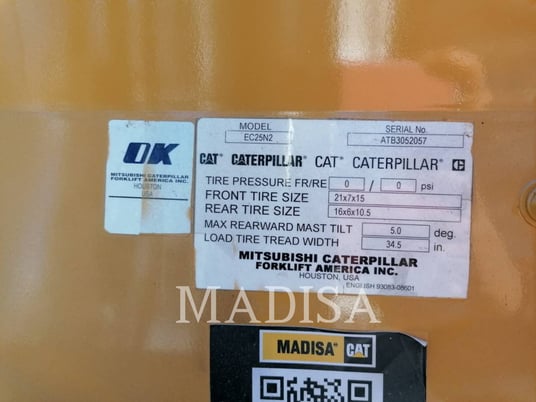 OK
MITSUBISHI CATERPILLAR
FORKLIFT AMERICA INC.
HOUSTON
USA
MODEL
SERIAL No.
EC25N2
ATB3052057
CAT® CATERPILLAR® CAT® CATERPILLAR® C
TIRE PRESSURE FR/RE 0 / 0 psi
FRONT TIRE SIZE 21x7x15
REAR TIRE SIZE 16x6x10.5
MAX REARWARD MAST TILT 5.0 deg.
LOAD TIRE TREAD WIDTH 34.5 in.
MITSUBISHI CATERPILLAR
FORKLIFT AMERICA INC.
HOUSTON, USA
ENGLISH 93083-08601
MADISA
MADISA® CAT